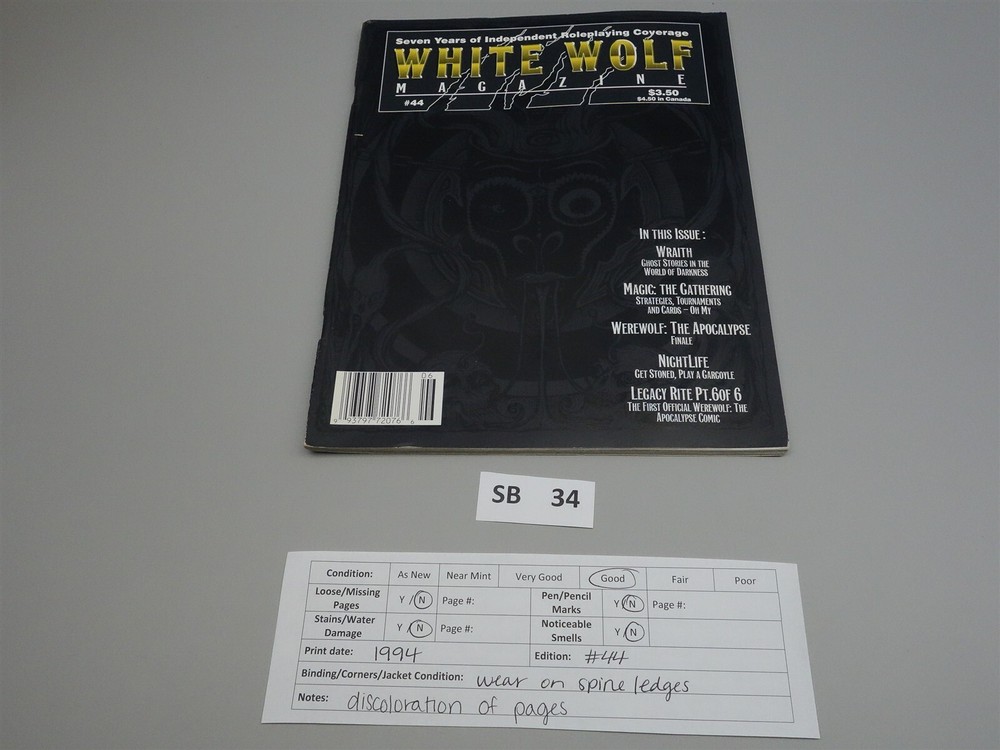 Seven Years of Independent Roleplaying Coverage
WHITE WOLF
MAGAZINE
#44
$3.50
$4.50 in Canada
IN THIS ISSUE:
WRAITH
GHOST STORIES IN THE
WORLD OF DARKNESS
MAGIC: THE GATHERING
STRATEGIES, TOURNAMENTS
AND CARDS - OH MY
WEREWOLF: THE APOCALYPSE
FINALE
NIGHTLIFE
GET STONED, PLAY A GARGOYLE
LEGACY RITE PT.6OF 6
THE FIRST OFFICIAL WEREWOLF: THE
APOCALYPSE COMIC
06
9 93797 72076 6
SB 34
Condition: As New Near Mint Very Good Good Fair Poor
Loose/Missing Pages Y / N Page #: Pen/Pencil Marks Y / N Page #:
Stains/Water Damage Y / N Page #: Noticeable Smells Y / N
Print date: 1994 Edition: #44
Binding/Corners/Jacket Condition: wear on spine/edges
Notes: discoloration of pages